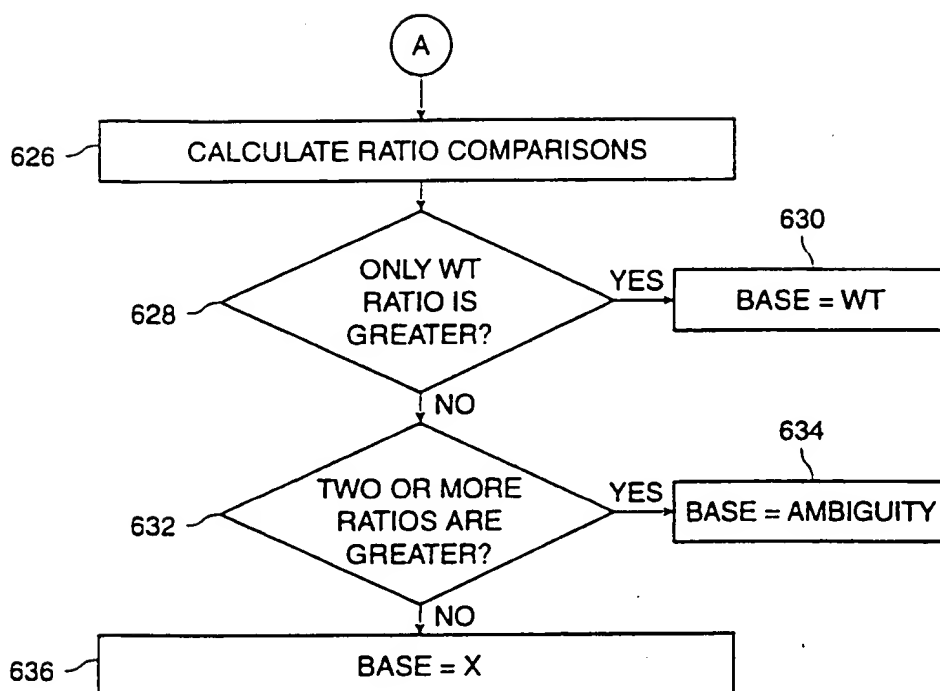 A
626
CALCULATE RATIO COMPARISONS
628
ONLY WT
RATIO IS
GREATER?
YES
630
BASE = WT
NO
632
TWO OR MORE
RATIOS ARE
GREATER?
YES
634
BASE = AMBIGUITY
NO
636
BASE = X